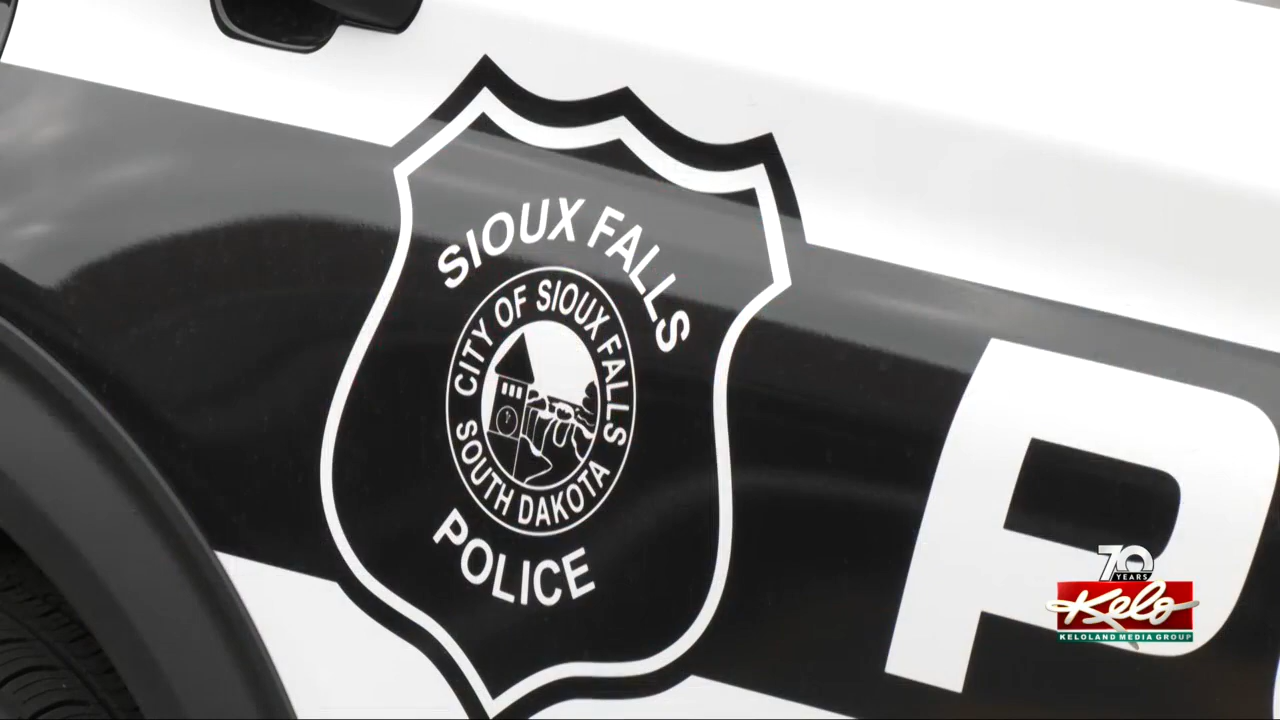 SIOUX FALLS
CITY OF SIOUX FALLS
SOUTH DAKOTA
POLICE
P
70
YEARS
Kelo
KELOLAND MEDIA GROUP